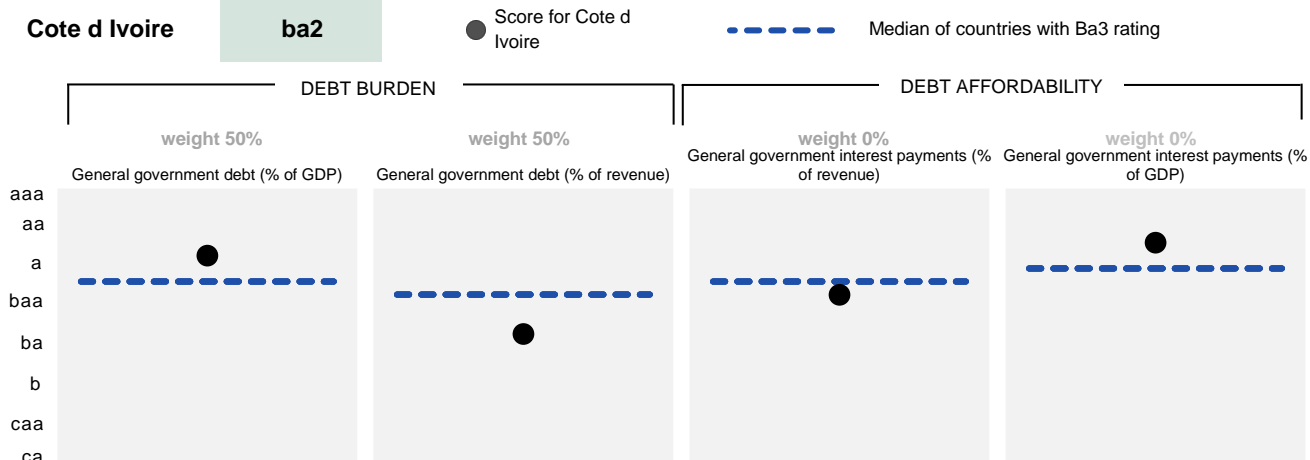 Cote d Ivoire
ba2
Score for Cote d
Ivoire
Median of countries with Ba3 rating
DEBT BURDEN
DEBT AFFORDABILITY
weight 50%
weight 50%
weight 0%
weight 0%
General government debt (% of GDP)
General government debt (% of revenue)
General government interest payments (%
of revenue)
General government interest payments (%
of GDP)
aaa
aa
a
baa
ba
b
caa
ca